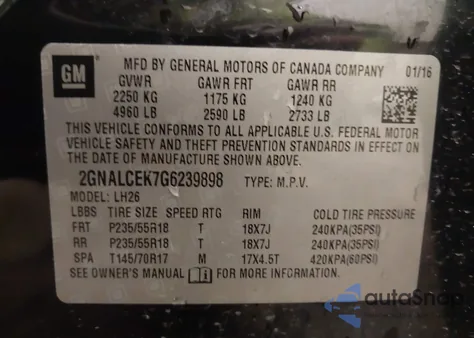 GM
MFD BY GENERAL MOTORS OF CANADA COMPANY 01/16
GVWR GAWR FRT GAWR RR
2250 KG 1175 KG 1240 KG
4960 LB 2590 LB 2733 LB
THIS VEHICLE CONFORMS TO ALL APPLICABLE U.S. FEDERAL MOTOR
VEHICLE SAFETY AND THEFT PREVENTION STANDARDS IN EFFECT ON
THE DATE OF MANUFACTURE SHOWN ABOVE.
2GNALCEK7G6239898 TYPE: M.P.V.
MODEL: LH26
LBBS TIRE SIZE SPEED RTG RIM
FRT P235/55R18 T 18X7J 240KPA(35PSI)
RR P235/55R18 T 18X7J 240KPA(35PSI)
SPA T145/70R17 M 17X4.5T 420KPA(60PSI)
SEE OWNER'S MANUAL FOR MORE INFORMATION
autoSnap